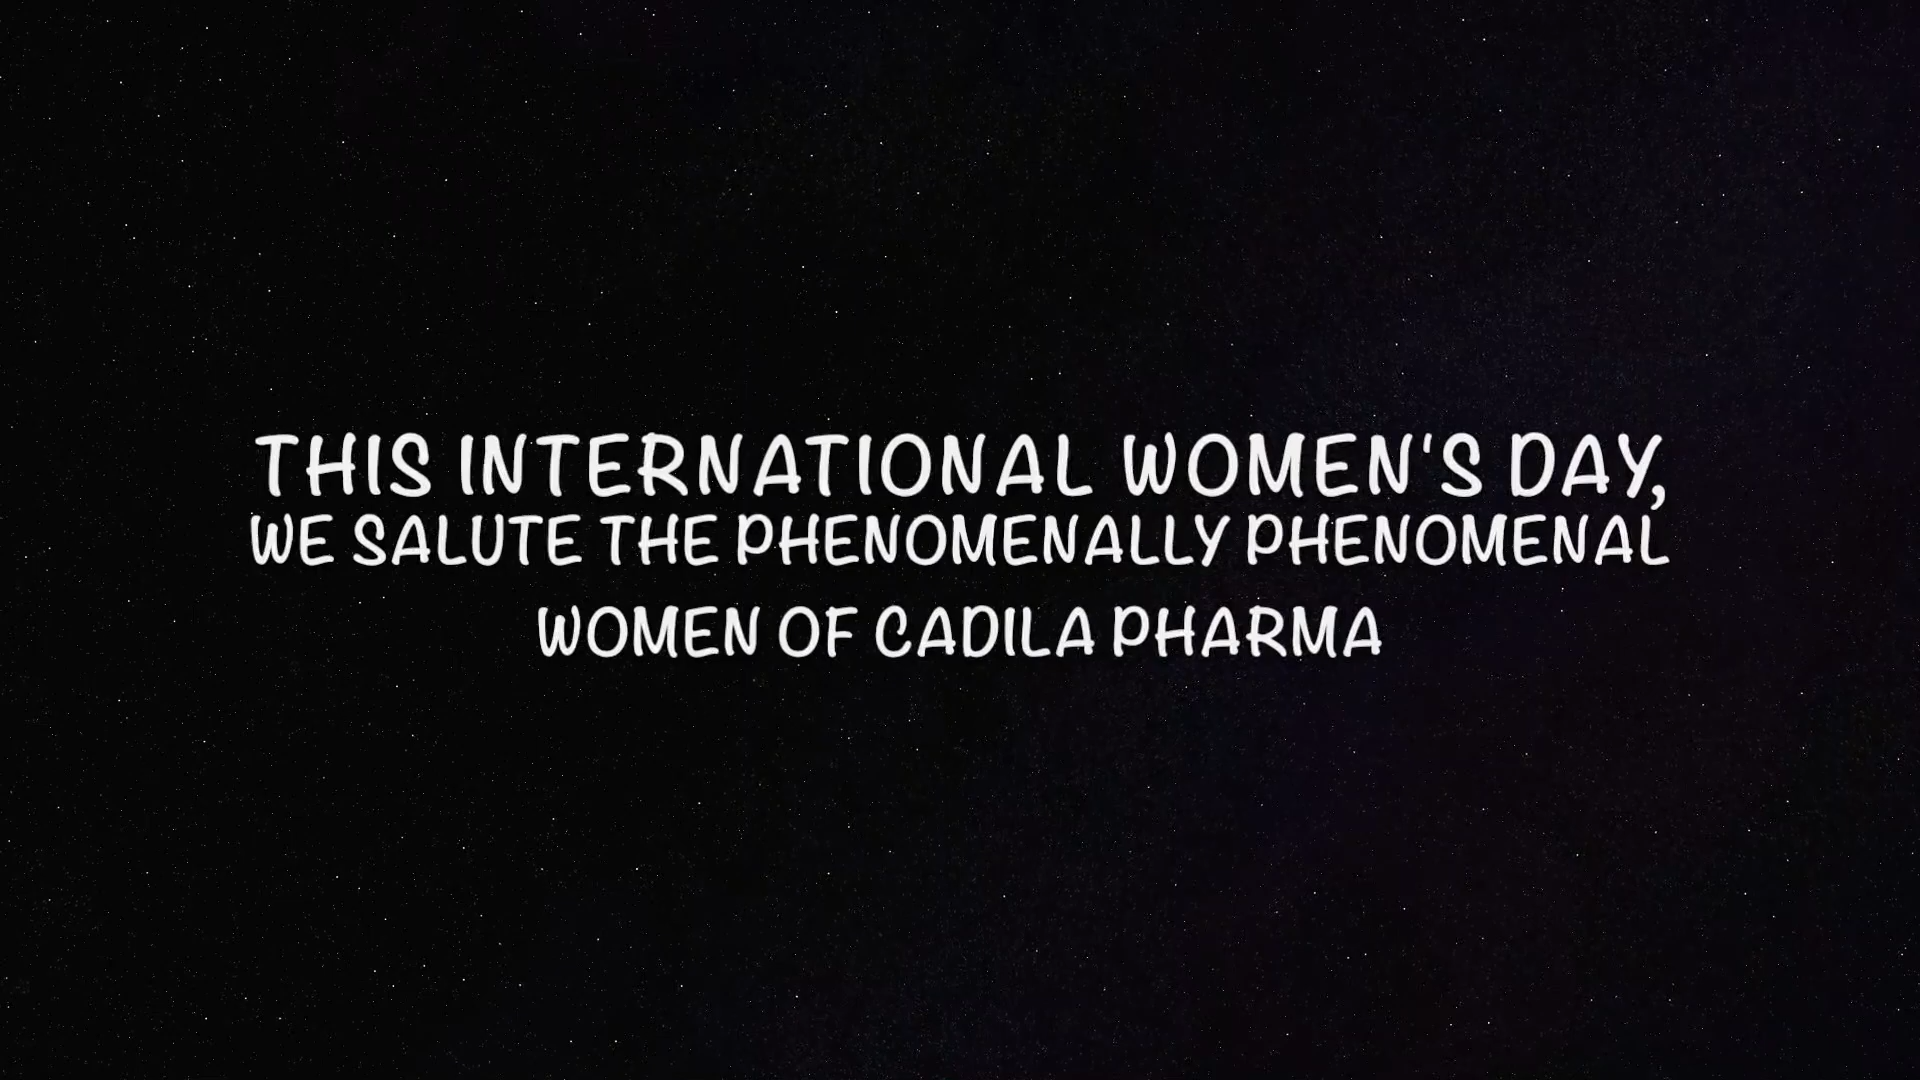 THIS INTERNATIONAL WOMEN'S DAY,
WE SALUTE THE PHENOMENALLY PHENOMENAL
WOMEN OF CADILA PHARMA